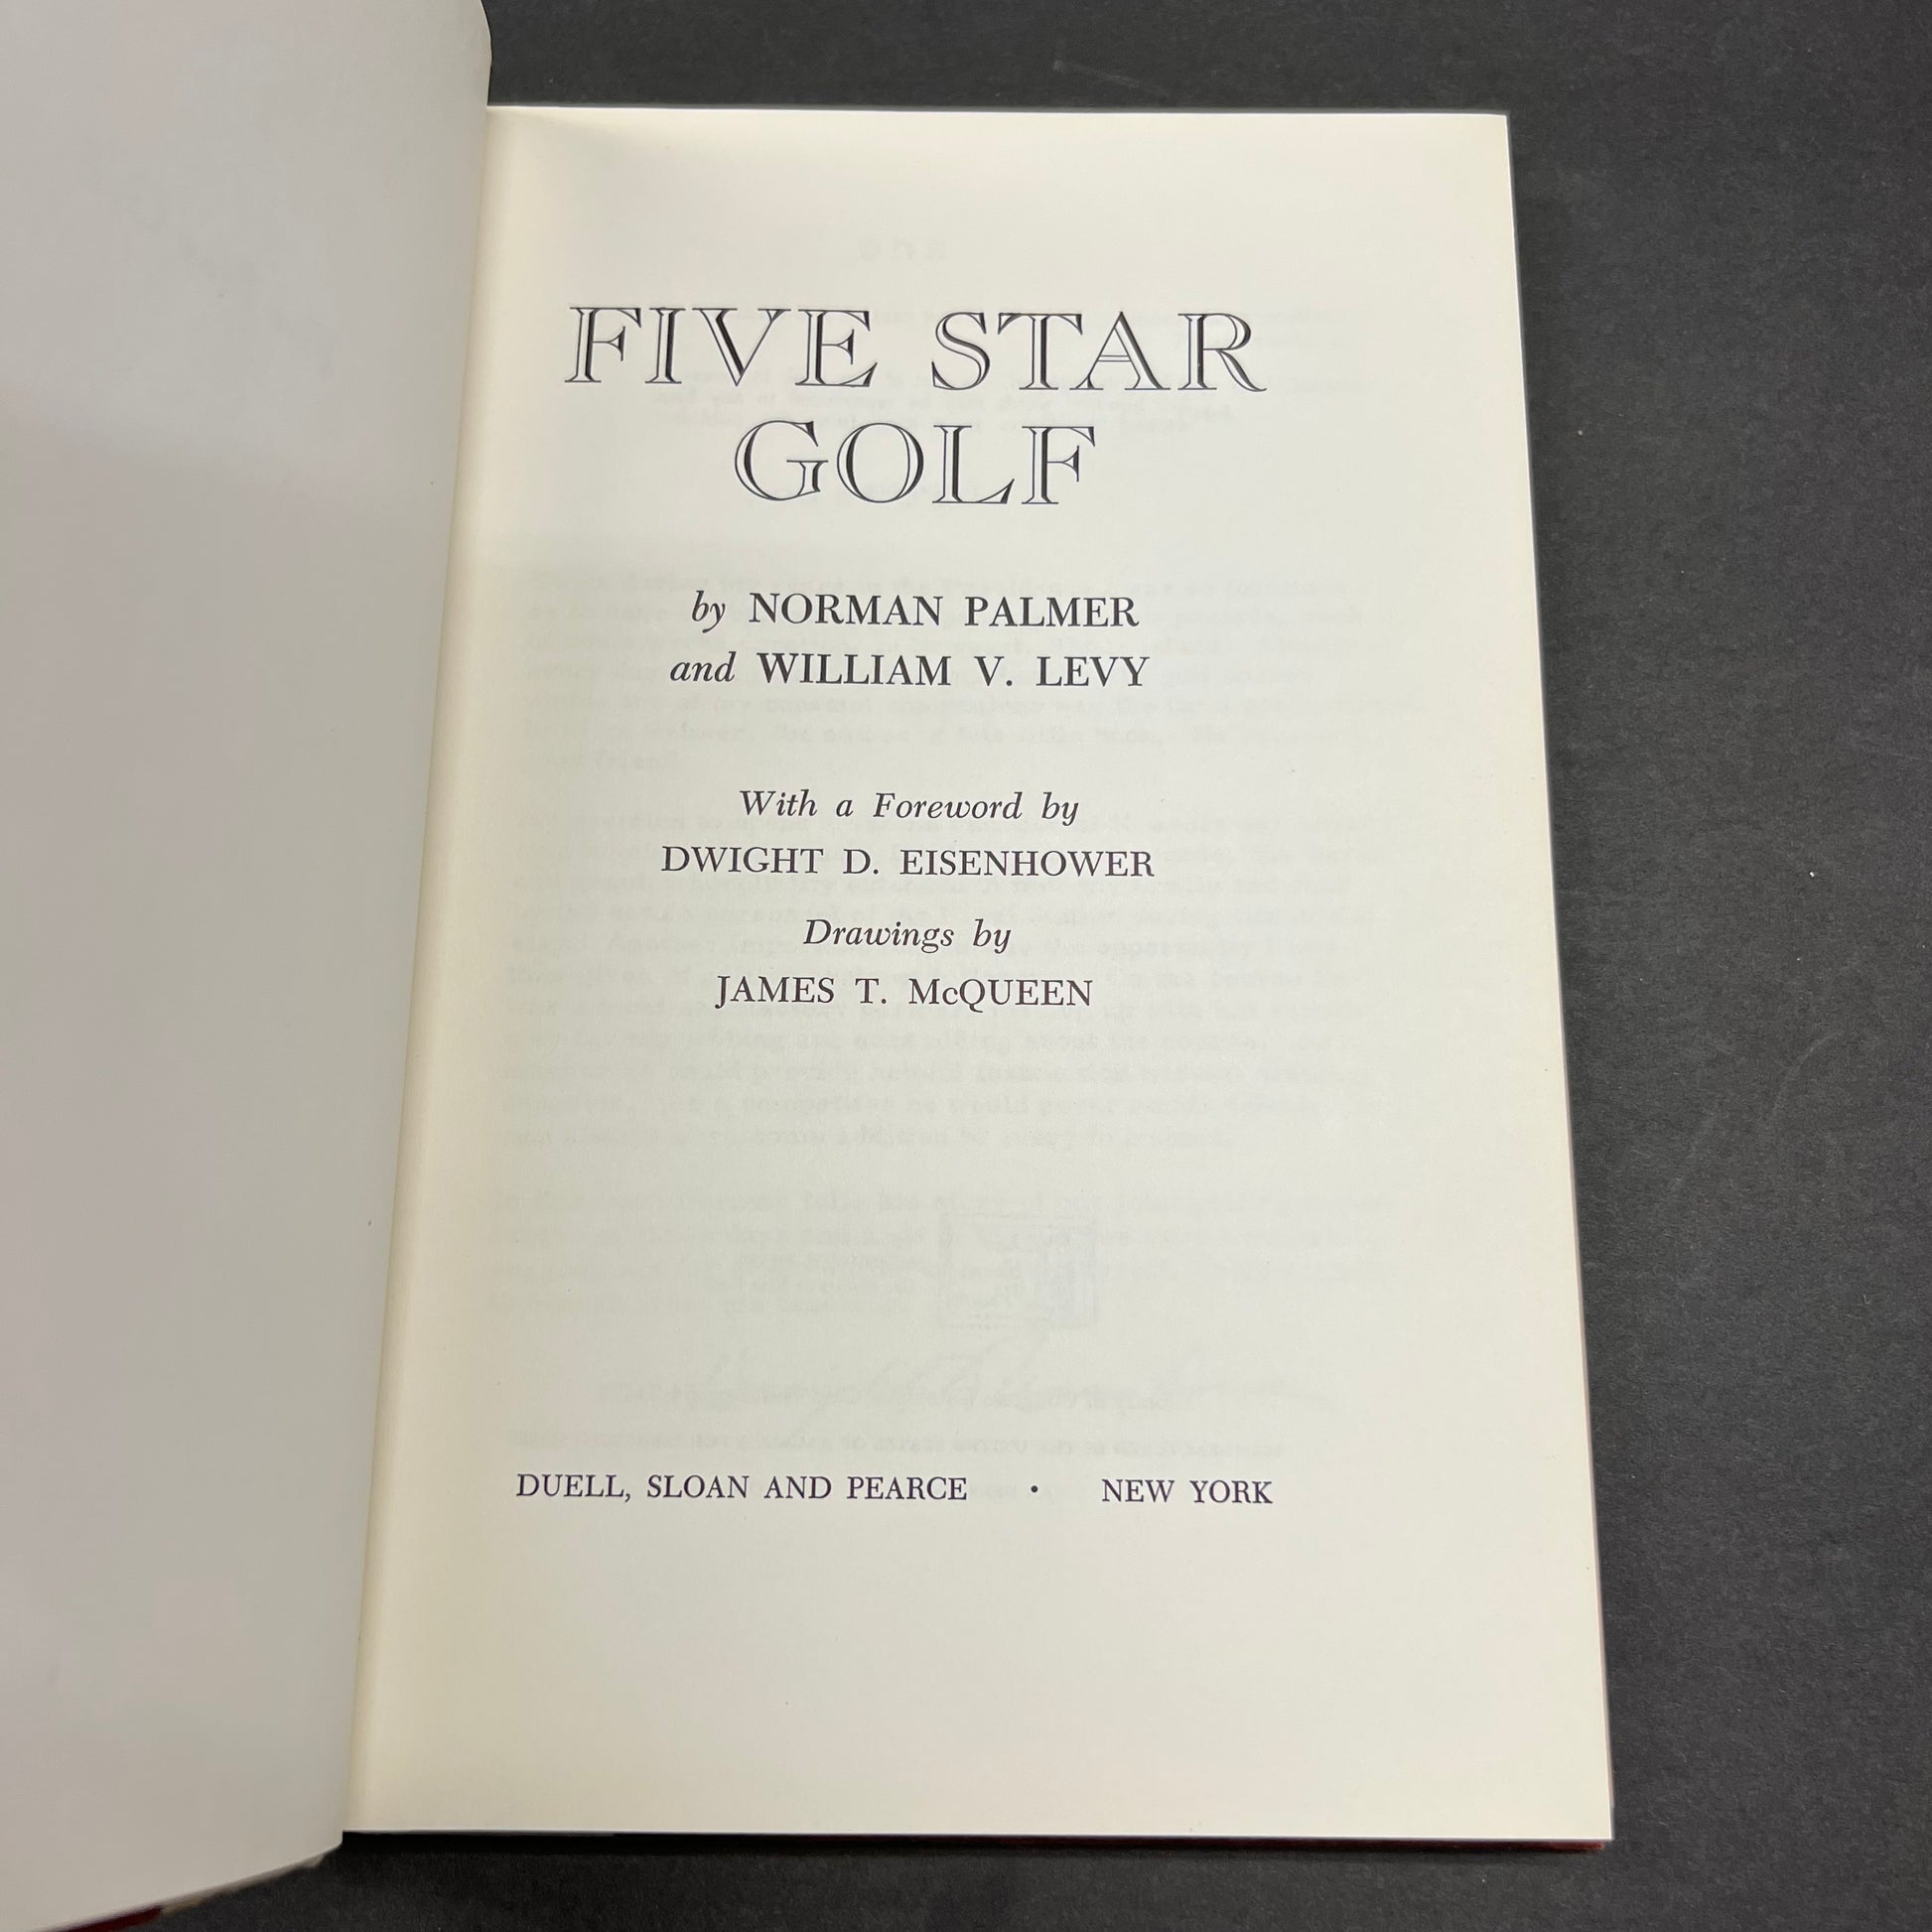 FIVE STAR
GOLF
by NORMAN PALMER
and WILLIAM V. LEVY
With a Foreword by
DWIGHT D. EISENHOWER
Drawings by
JAMES T. McQUEEN
DUELL, SLOAN AND PEARCE • NEW YORK